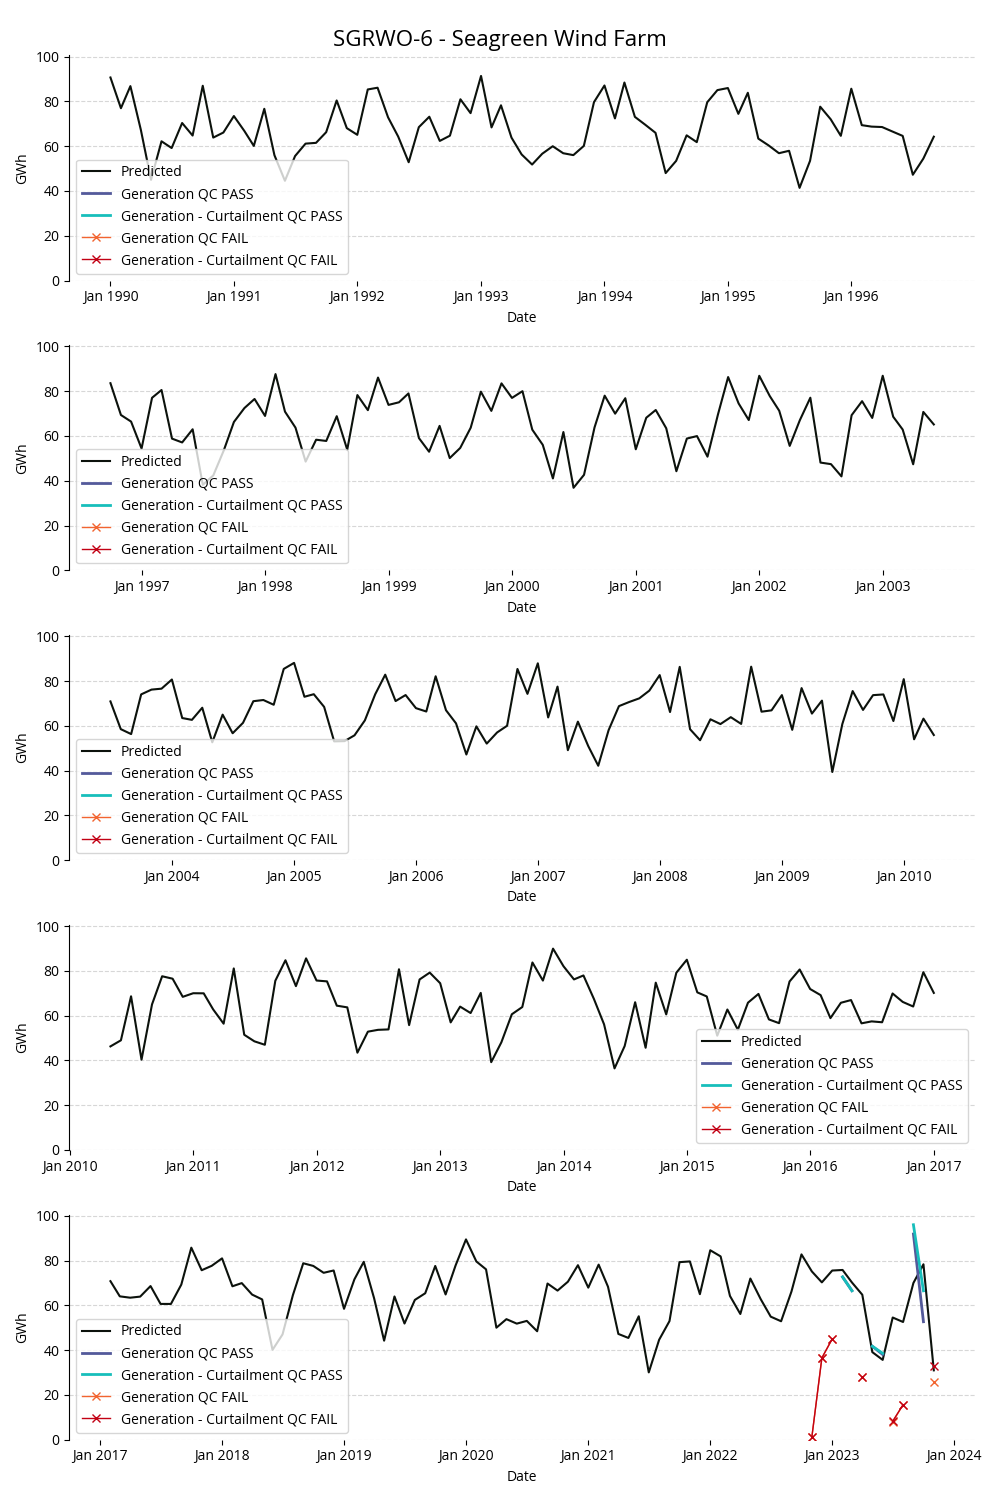 SGRWO-6 - Seagreen Wind Farm
100
80
60
40
20
0
GWh
Predicted
Generation QC PASS
Generation - Curtailment QC PASS
Generation QC FAIL
Generation - Curtailment QC FAIL
Jan 1990 Jan 1991 Jan 1992 Jan 1993 Jan 1994 Jan 1995 Jan 1996
Date
100
80
60
40
20
0
GWh
Predicted
Generation QC PASS
Generation - Curtailment QC PASS
Generation QC FAIL
Generation - Curtailment QC FAIL
Jan 1997 Jan 1998 Jan 1999 Jan 2000 Jan 2001 Jan 2002 Jan 2003
Date
100
80
60
40
20
0
GWh
Predicted
Generation QC PASS
Generation - Curtailment QC PASS
Generation QC FAIL
Generation - Curtailment QC FAIL
Jan 2004 Jan 2005 Jan 2006 Jan 2007 Jan 2008 Jan 2009 Jan 2010
Date
100
80
60
40
20
0
GWh
Predicted
Generation QC PASS
Generation - Curtailment QC PASS
Generation QC FAIL
Generation - Curtailment QC FAIL
Jan 2010 Jan 2011 Jan 2012 Jan 2013 Jan 2014 Jan 2015 Jan 2016 Jan 2017
Date
100
80
60
40
20
0
GWh
Predicted
Generation QC PASS
Generation - Curtailment QC PASS
Generation QC FAIL
Generation - Curtailment QC FAIL
Jan 2017 Jan 2018 Jan 2019 Jan 2020 Jan 2021 Jan 2022 Jan 2023 Jan 2024
Date